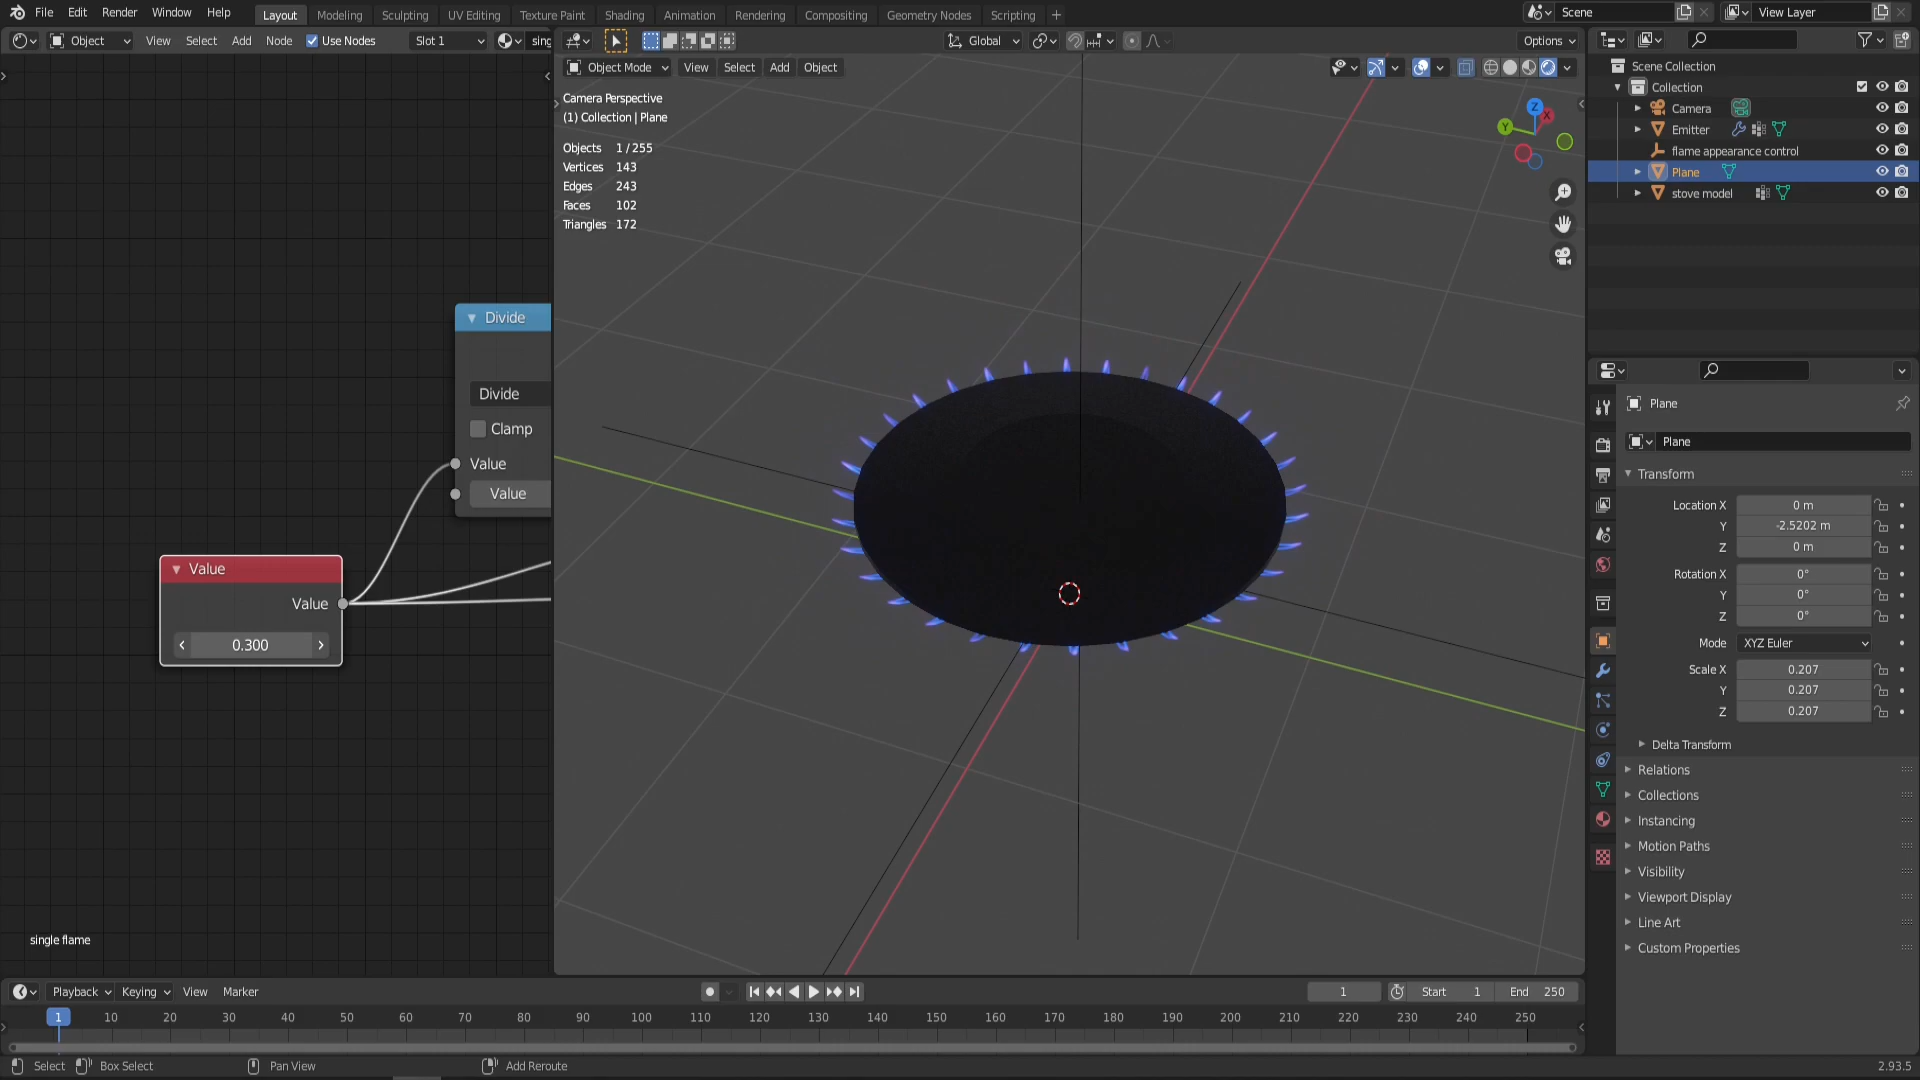 File Edit Render Window Help Layout Modeling Sculpting UV Editing Texture Paint Shading Animation Rendering Compositing Geometry Nodes Scripting + Scene View Layer
Object View Select Add Node Use Nodes Slot 1 Global Options
Object Mode View Select Add Object
Camera Perspective
(1) Collection | Plane
Objects 1 / 255
Vertices 143
Edges 243
Faces 102
Triangles 172
Z
X
Y
Divide
Divide
Clamp
Value
Value
Value
Value
0.300
single flame
Scene Collection
Collection
Camera
Emitter
flame appearance control
Plane
stove model
Plane
Plane
Transform
Location X 0 m
Y -2.5202 m
Z 0 m
Rotation X 0°
Y 0°
Z 0°
Mode XYZ Euler
Scale X 0.207
Y 0.207
Z 0.207
Delta Transform
Relations
Collections
Instancing
Motion Paths
Visibility
Viewport Display
Line Art
Custom Properties
Playback Keying View Marker 1 Start 1 End 250
1 10 20 30 40 50 60 70 80 90 100 110 120 130 140 150 160 170 180 190 200 210 220 230 240 250
Select Box Select Pan View Add Reroute 2.93.5